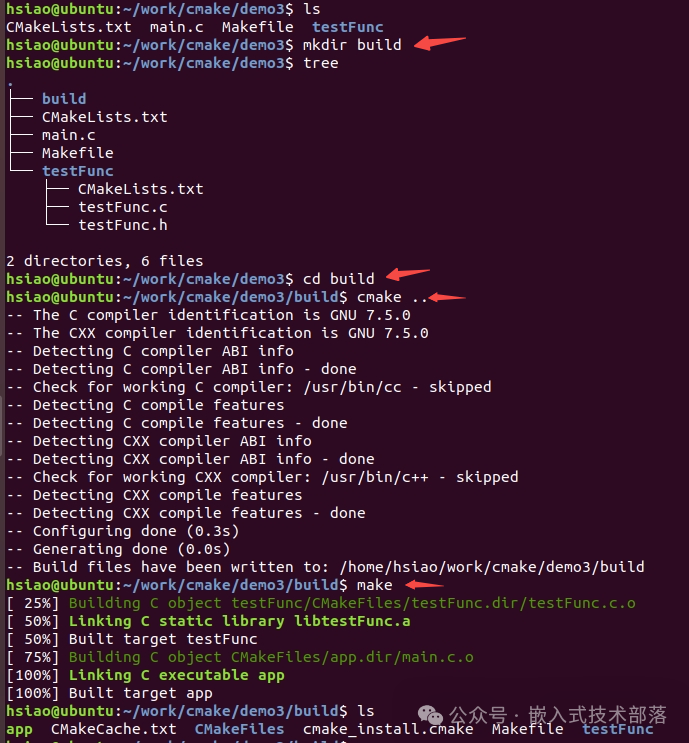 hsiao@ubuntu:~/work/cmake/demo3$ ls
CMakeLists.txt  main.c  Makefile  testFunc
hsiao@ubuntu:~/work/cmake/demo3$ mkdir build
hsiao@ubuntu:~/work/cmake/demo3$ tree
.
├── build
├── CMakeLists.txt
├── main.c
├── Makefile
└── testFunc
    ├── CMakeLists.txt
    ├── testFunc.c
    └── testFunc.h
2 directories, 6 files
hsiao@ubuntu:~/work/cmake/demo3$ cd build
hsiao@ubuntu:~/work/cmake/demo3/build$ cmake ..
-- The C compiler identification is GNU 7.5.0
-- The CXX compiler identification is GNU 7.5.0
-- Detecting C compiler ABI info
-- Detecting C compiler ABI info - done
-- Check for working C compiler: /usr/bin/cc - skipped
-- Detecting C compile features
-- Detecting C compile features - done
-- Detecting CXX compiler ABI info
-- Detecting CXX compiler ABI info - done
-- Check for working CXX compiler: /usr/bin/c++ - skipped
-- Detecting CXX compile features
-- Detecting CXX compile features - done
-- Configuring done (0.3s)
-- Generating done (0.0s)
-- Build files have been written to: /home/hsiao/work/cmake/demo3/build
hsiao@ubuntu:~/work/cmake/demo3/build$ make
[ 25%] Building C object testFunc/CMakeFiles/testFunc.dir/testFunc.c.o
[ 50%] Linking C static library libtestFunc.a
[ 50%] Built target testFunc
[ 75%] Building C object CMakeFiles/app.dir/main.c.o
[100%] Linking C executable app
[100%] Built target app
hsiao@ubuntu:~/work/cmake/demo3/build$ ls
公众号 · 嵌入式技术部落
app  CMakeCache.txt  CMakeFiles  cmake_install.cmake  Makefile  testFunc